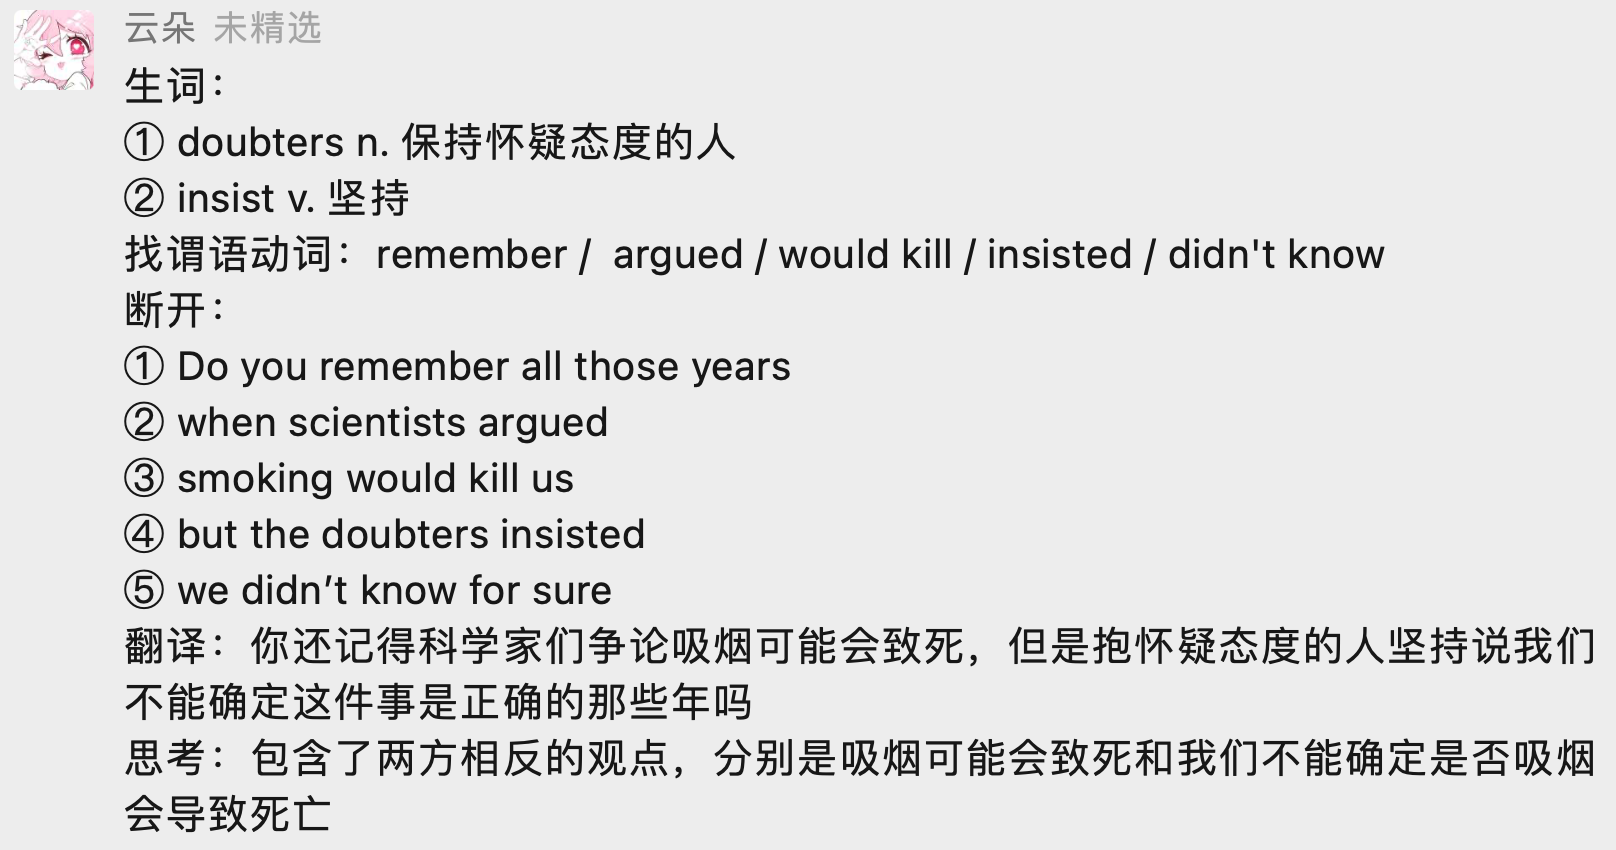 云朵 未精选
生词：
① doubters n. 保持怀疑态度的人
② insist v. 坚持
找谓语动词：remember /  argued / would kill / insisted / didn't know
断开：
① Do you remember all those years
② when scientists argued
③ smoking would kill us
④ but the doubters insisted
⑤ we didn’t know for sure
翻译：你还记得科学家们争论吸烟可能会致死，但是抱怀疑态度的人坚持说我们
不能确定这件事是正确的那些年吗
思考：包含了两方相反的观点，分别是吸烟可能会致死和我们不能确定是否吸烟
会导致死亡